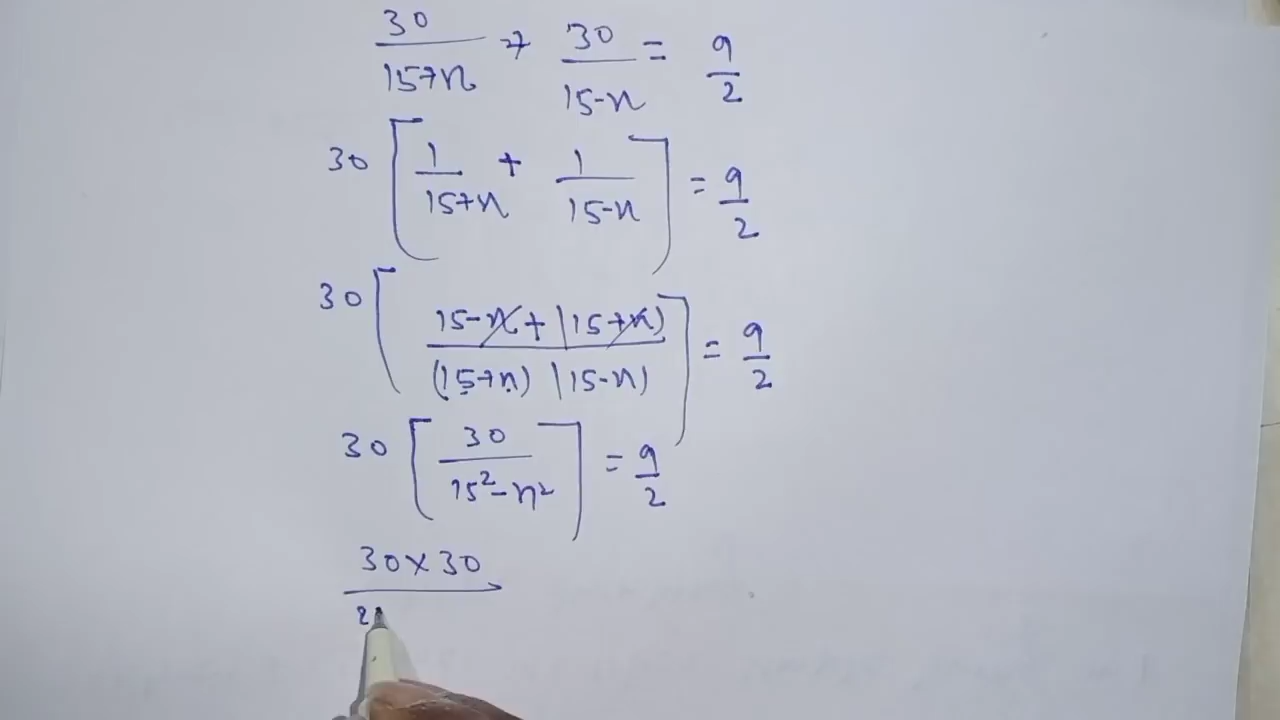 30/(15+x) + 30/(15-x) = 9/2
30 [ 1/(15+x) + 1/(15-x) ] = 9/2
30 [ (15-x+(15+x))/((15+x)(15-x)) ] = 9/2
30 [ 30/(15²-x²) ] = 9/2
30×30
2